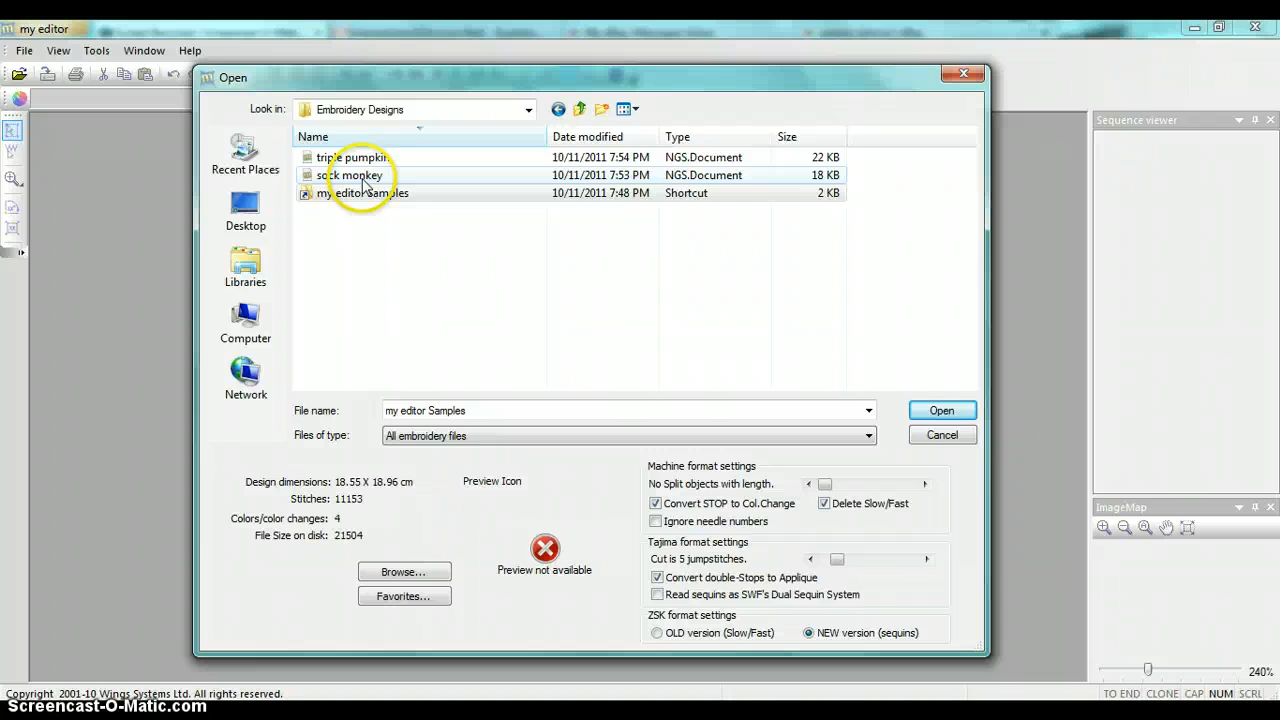 my editor
File View Tools Window Help
Open
Look in: Embroidery Designs
Name Date modified Type Size
triple pumpkin 10/11/2011 7:54 PM NGS.Document 22 KB
sock monkey 10/11/2011 7:53 PM NGS.Document 18 KB
my editor Samples 10/11/2011 7:48 PM Shortcut 2 KB
Recent Places
Desktop
Libraries
Computer
Network
File name: my editor Samples Open
Files of type: All embroidery files Cancel
Design dimensions: 18.55 X 18.96 cm
Stitches: 11153
Colors/color changes: 4
File Size on disk: 21504
Browse...
Favorites...
Preview Icon
Preview not available
Machine format settings
No Split objects with length.
Convert STOP to Col.Change Delete Slow/Fast
Ignore needle numbers
Tajima format settings
Cut is 5 jumpstitches.
Convert double-Stops to Applique
Read sequins as SWF's Dual Sequin System
ZSK format settings
OLD version (Slow/Fast) NEW version (sequins)
Sequence viewer
ImageMap
240%
Copyright 2001-10 Wings Systems Ltd. All rights reserved.
TO END CLONE CAP NUM SCRL
Screencast-O-Matic.com